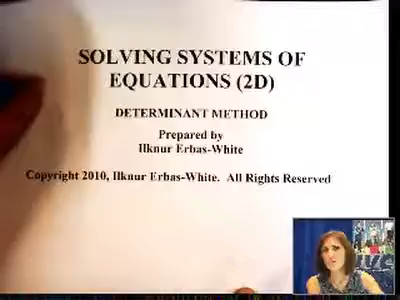 SOLVING SYSTEMS OF
EQUATIONS (2D)
DETERMINANT METHOD
Prepared by
Ilknur Erbas-White
Copyright 2010, Ilknur Erbas-White. All Rights Reserved